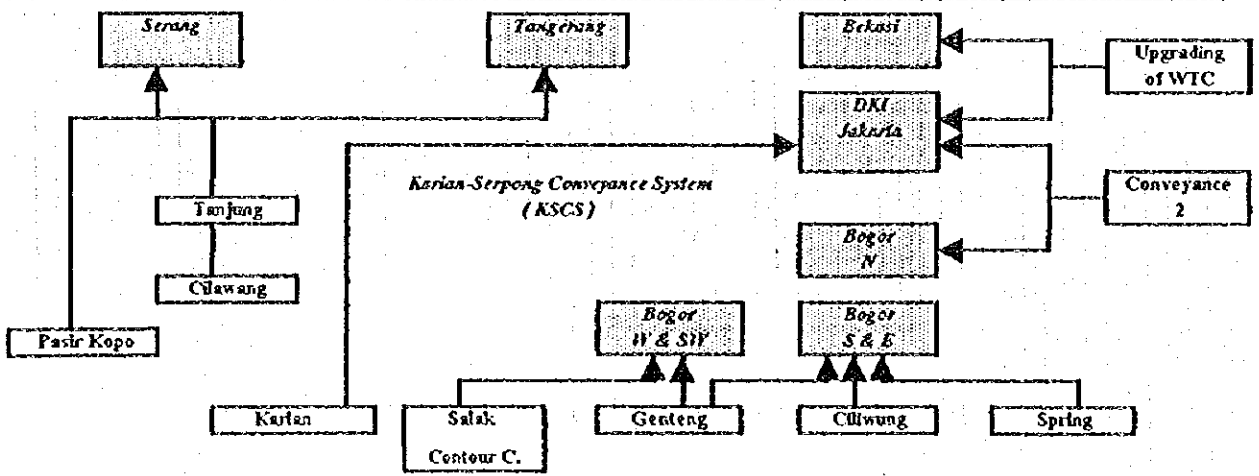 Serang
Tangerang
Bekasi
Upgrading
of WTC
DKI
Jakarta
Karian-Serpong Conveyance System
( KSCS )
Conveyance
2
Tanjung
Bogor
N
Cilawang
Pasir Kopo
Bogor
W & SW
Bogor
S & E
Karian
Salak
Contour C.
Genteng
Ciliwung
Spring